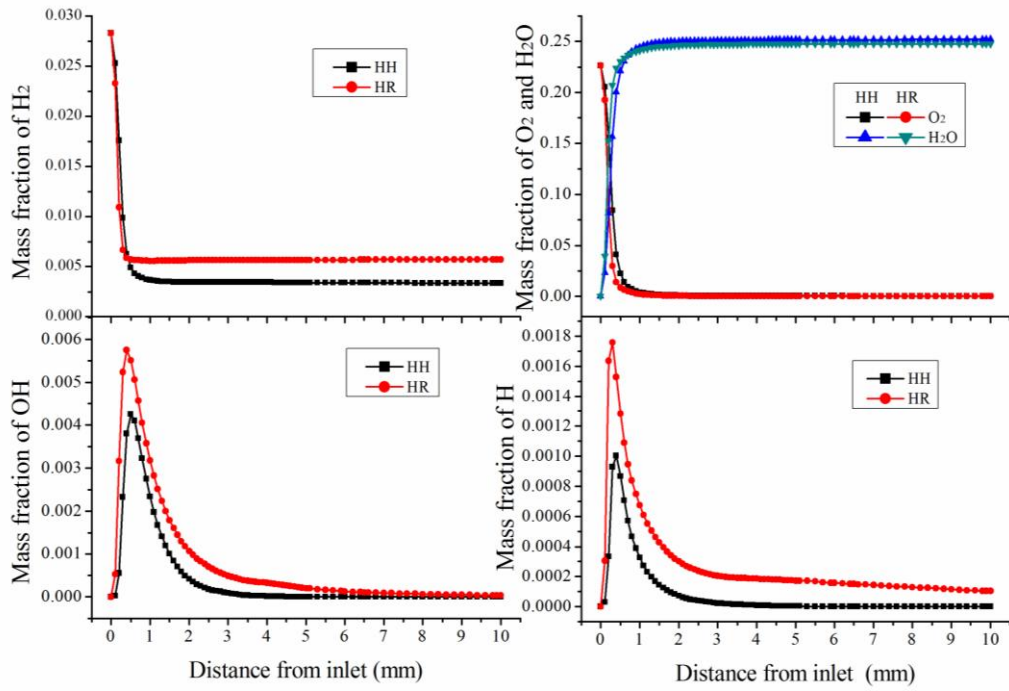 Mass fraction of H2
0.030
0.025
0.020
0.015
0.010
0.005
0.000
HH
HR
Mass fraction of O2 and H2O
0.25
0.20
0.15
0.10
0.05
0.00
HH HR
O2
H2O
Mass fraction of OH
0.006
0.005
0.004
0.003
0.002
0.001
0.000
HH
HR
0 1 2 3 4 5 6 7 8 9 10
Distance from inlet (mm)
Mass fraction of H
0.0018
0.0016
0.0014
0.0012
0.0010
0.0008
0.0006
0.0004
0.0002
0.0000
HH
HR
0 1 2 3 4 5 6 7 8 9 10
Distance from inlet (mm)